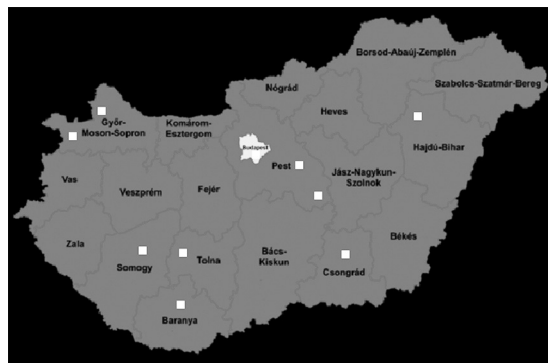 Borsod-Abaúj-Zemplén
Szabolcs-Szatmár-Bereg
Nógrád
Heves
Győr-
Moson-Sopron
Komárom-
Esztorgom
Budapest
Hajdú-Bihar
Pest
Jász-Nagykun-
Szolnok
Vas
Veszprém
Fejér
Zala
Somogy
Tolna
Bács-
Kiskun
Békés
Csongrád
Baranya